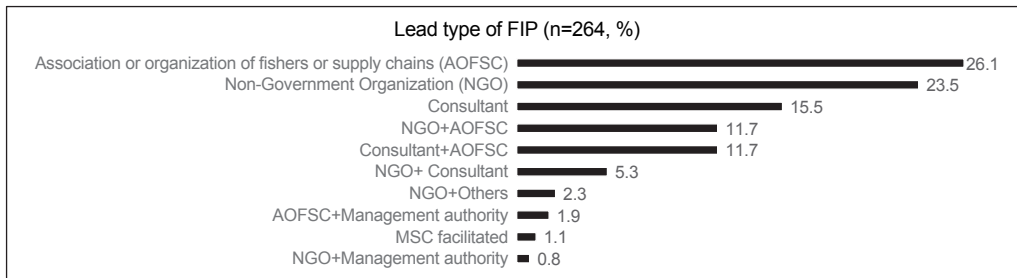 Lead type of FIP (n=264, %)
Association or organization of fishers or supply chains (AOFSC) 26.1
Non-Government Organization (NGO) 23.5
Consultant 15.5
NGO+AOFSC 11.7
Consultant+AOFSC 11.7
NGO+ Consultant 5.3
NGO+Others 2.3
AOFSC+Management authority 1.9
MSC facilitated 1.1
NGO+Management authority 0.8